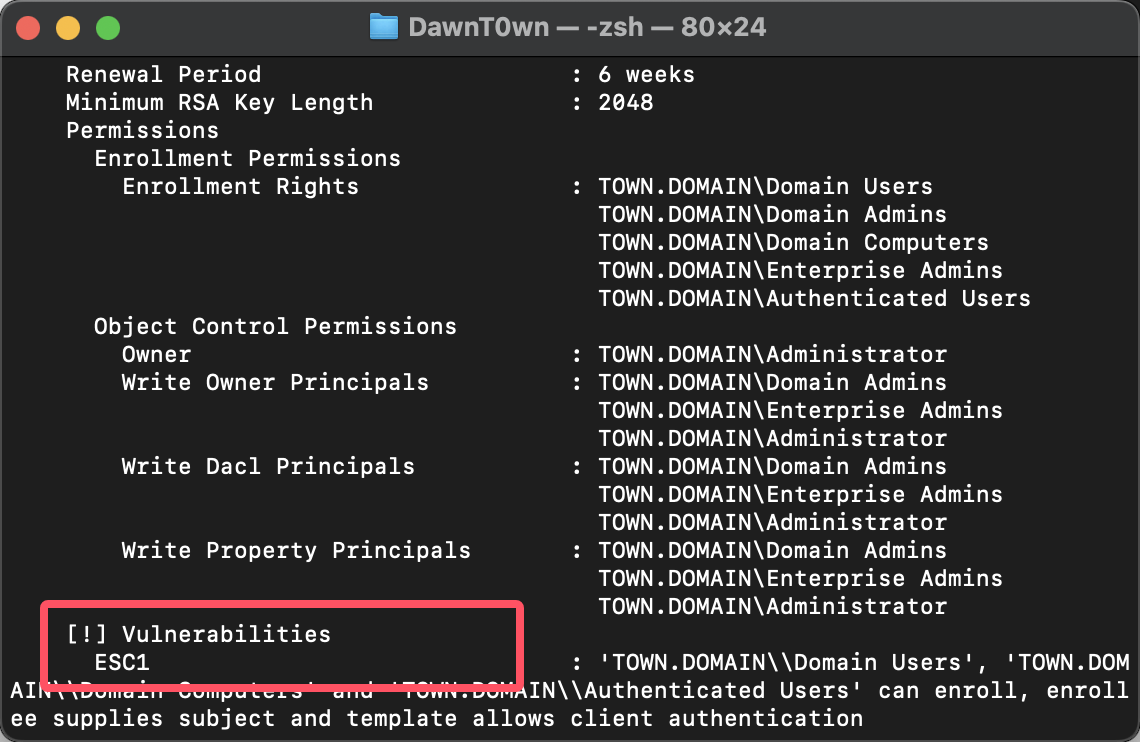 DawnT0wn — -zsh — 80×24
Renewal Period : 6 weeks
Minimum RSA Key Length : 2048
Permissions
Enrollment Permissions
Enrollment Rights : TOWN.DOMAIN\Domain Users
TOWN.DOMAIN\Domain Admins
TOWN.DOMAIN\Domain Computers
TOWN.DOMAIN\Enterprise Admins
TOWN.DOMAIN\Authenticated Users
Object Control Permissions
Owner : TOWN.DOMAIN\Administrator
Write Owner Principals : TOWN.DOMAIN\Domain Admins
TOWN.DOMAIN\Enterprise Admins
TOWN.DOMAIN\Administrator
Write Dacl Principals : TOWN.DOMAIN\Domain Admins
TOWN.DOMAIN\Enterprise Admins
TOWN.DOMAIN\Administrator
Write Property Principals : TOWN.DOMAIN\Domain Admins
TOWN.DOMAIN\Enterprise Admins
TOWN.DOMAIN\Administrator
[!] Vulnerabilities
ESC1 : 'TOWN.DOMAIN\\Domain Users', 'TOWN.DOM
AIN\\Domain Computers' and 'TOWN.DOMAIN\\Authenticated Users' can enroll, enroll
ee supplies subject and template allows client authentication